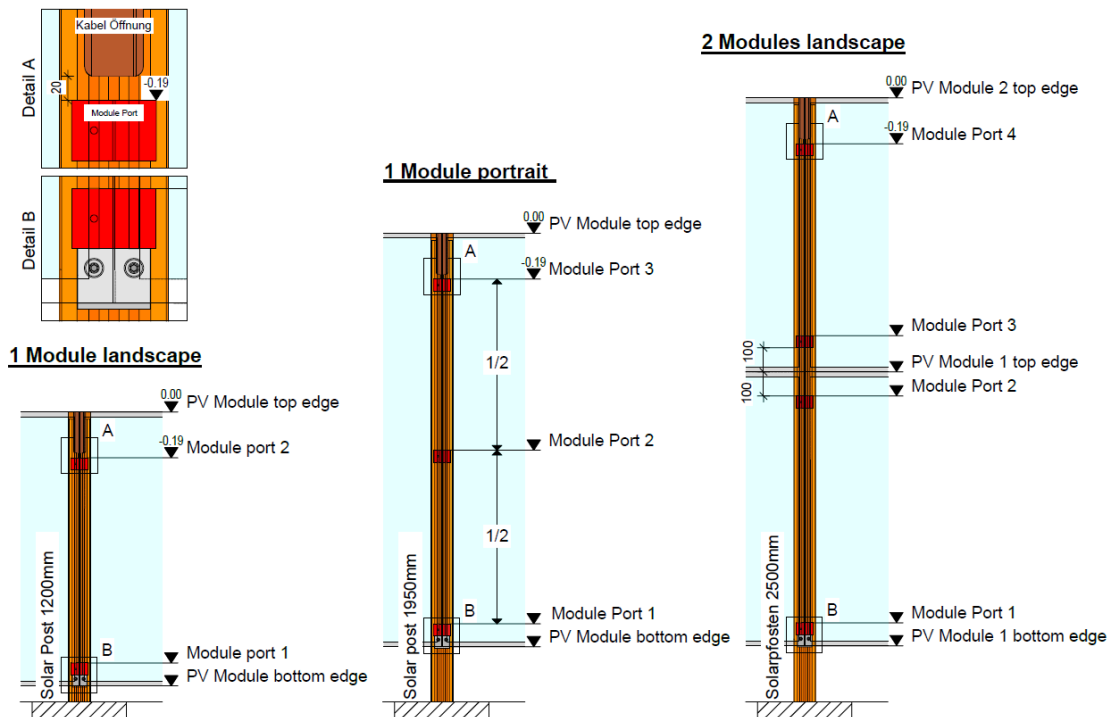 Detail A
Kabel Öffnung
20
-0.19
Module Port
Detail B
1 Module landscape
0.00
PV Module top edge
A
-0.19
Module port 2
Solar Post 1200mm
B
Module port 1
PV Module bottom edge
1 Module portrait
0.00
PV Module top edge
A
-0.19
Module Port 3
1/2
Module Port 2
1/2
Solar post 1950mm
B
Module Port 1
PV Module bottom edge
2 Modules landscape
0.00
PV Module 2 top edge
A
-0.19
Module Port 4
Module Port 3
100
PV Module 1 top edge
100
Module Port 2
Solarpfosten 2500mm
B
Module Port 1
PV Module 1 bottom edge